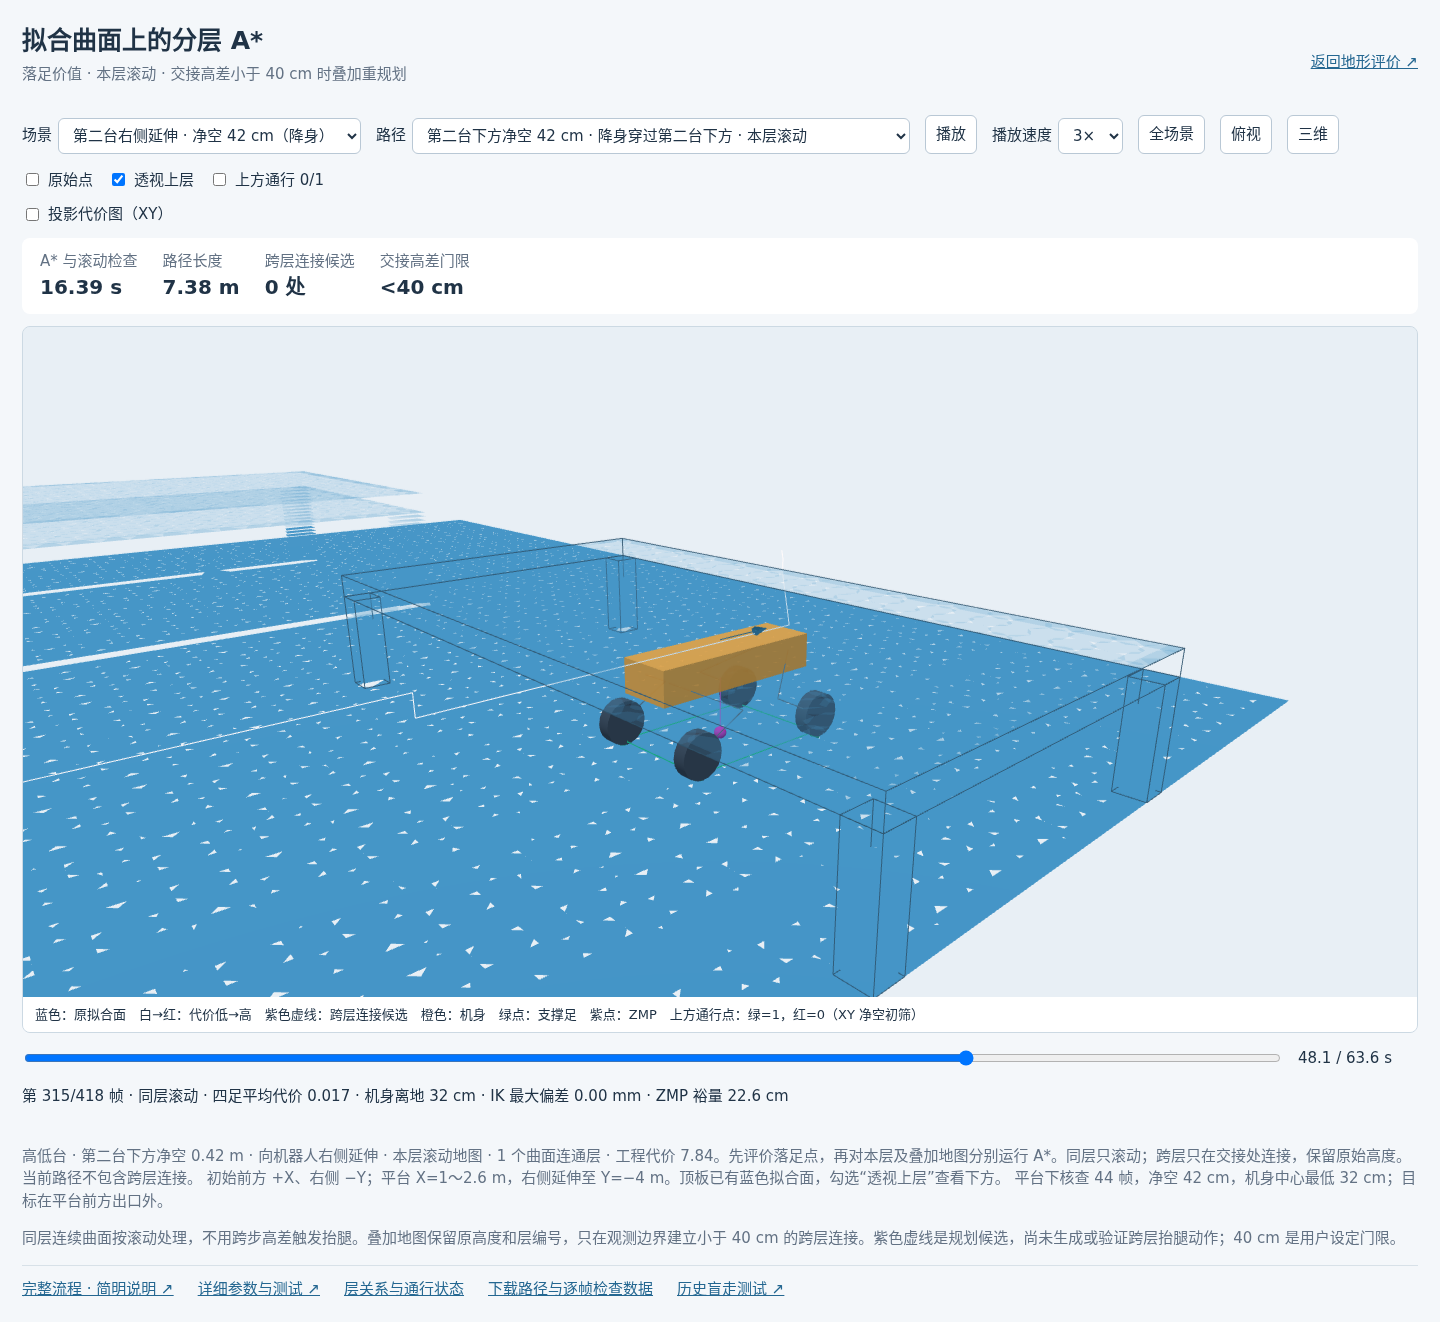 拟合曲面上的分层 A*
落足价值 · 本层滚动 · 交接高差小于 40 cm 时叠加重规划
返回地形评价 ↗
场景 第二台右侧延伸 · 净空 42 cm（降身） 路径 第二台下方净空 42 cm · 降身穿过第二台下方 · 本层滚动 播放 播放速度 3× 全场景 俯视 三维
原始点 透视上层 上方通行 0/1
投影代价图（XY）
A* 与滚动检查 路径长度 跨层连接候选 交接高差门限
16.39 s 7.38 m 0 处 <40 cm
蓝色：原拟合面 白→红：代价低→高 紫色虚线：跨层连接候选 橙色：机身 绿点：支撑足 紫点：ZMP 上方通行点：绿=1，红=0（XY 净空初筛）
48.1 / 63.6 s
第 315/418 帧 · 同层滚动 · 四足平均代价 0.017 · 机身离地 32 cm · IK 最大偏差 0.00 mm · ZMP 裕量 22.6 cm
高低台 · 第二台下方净空 0.42 m · 向机器人右侧延伸 · 本层滚动地图 · 1 个曲面连通层 · 工程代价 7.84。先评价落足点，再对本层及叠加地图分别运行 A*。同层只滚动；跨层只在交接处连接，保留原始高度。
当前路径不包含跨层连接。 初始前方 +X、右侧 −Y；平台 X=1～2.6 m，右侧延伸至 Y=−4 m。顶板已有蓝色拟合面，勾选“透视上层”查看下方。 平台下核查 44 帧，净空 42 cm，机身中心最低 32 cm；目
标在平台前方出口外。
同层连续曲面按滚动处理，不用跨步高差触发抬腿。叠加地图保留原高度和层编号，只在观测边界建立小于 40 cm 的跨层连接。紫色虚线是规划候选，尚未生成或验证跨层抬腿动作；40 cm 是用户设定门限。
完整流程 · 简明说明 ↗ 详细参数与测试 ↗ 层关系与通行状态 下载路径与逐帧检查数据 历史盲走测试 ↗